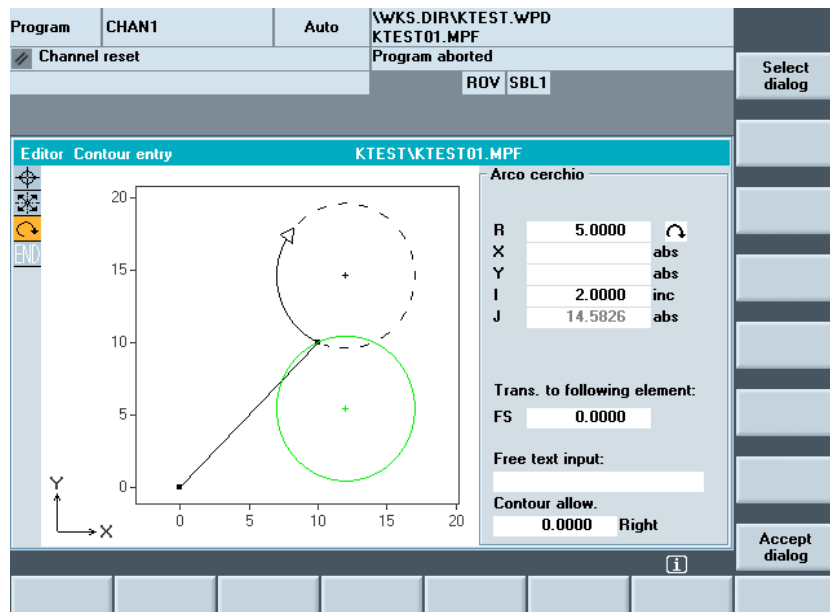 Program CHAN1 Auto \WKS.DIR\KTEST.WPD
KTEST01.MPF
Channel reset Program aborted
ROV SBL1
Select
dialog
Editor Contour entry KTEST\KTEST01.MPF
END
20
15
10
5
0
0 5 10 15 20
Y
X
Arco cerchio
R 5.0000
X abs
Y abs
I 2.0000 inc
J 14.5826 abs
Trans. to following element:
FS 0.0000
Free text input:
Contour allow.
0.0000 Right
Accept
dialog
i